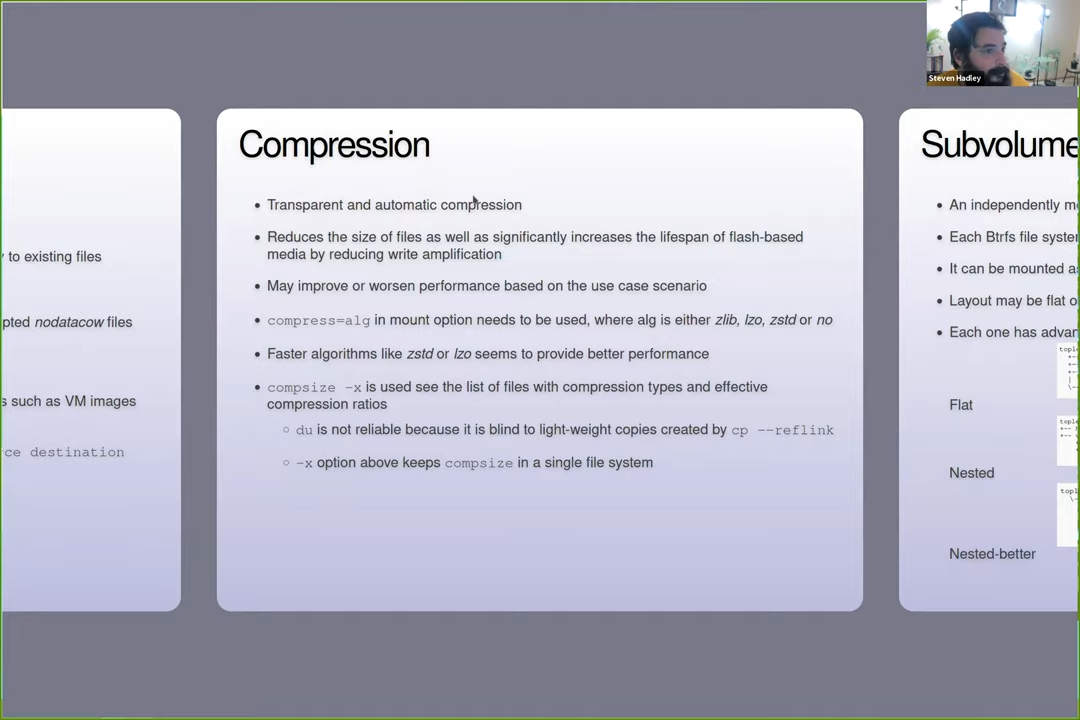 Steven Hadley
to existing files
pted nodatacow files
s such as VM images
ce destination
Compression
Transparent and automatic compression
Reduces the size of files as well as significantly increases the lifespan of flash-based
media by reducing write amplification
May improve or worsen performance based on the use case scenario
compress=alg in mount option needs to be used, where alg is either zlib, lzo, zstd or no
Faster algorithms like zstd or lzo seems to provide better performance
compsize -x is used see the list of files with compression types and effective
compression ratios
du is not reliable because it is blind to light-weight copies created by cp --reflink
-x option above keeps compsize in a single file system
Subvolume
An independently m
Each Btrfs file syste
It can be mounted a
Layout may be flat o
Each one has advan
Flat
Nested
Nested-better